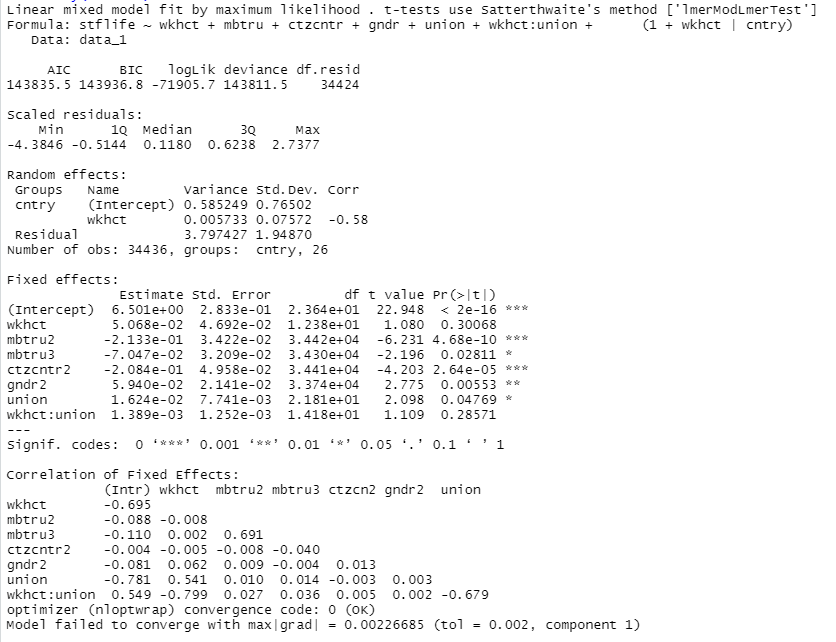 Linear mixed model fit by maximum likelihood . t-tests use Satterthwaite's method ['lmerModLmerTest']
Formula: stflife ~ wkhct + mbtru + ctzcntr + gndr + union + wkhct:union +      (1 + wkhct | cntry)
   Data: data_1

     AIC      BIC   logLik deviance df.resid
143835.5 143936.8 -71905.7 143811.5    34424

Scaled residuals:
    Min      1Q  Median      3Q     Max
-4.3846 -0.5144  0.1180  0.6238  2.7377

Random effects:
 Groups   Name        Variance Std.Dev. Corr
 cntry    (Intercept) 0.585249 0.76502
          wkhct       0.005733 0.07572  -0.58
 Residual             3.797427 1.94870
Number of obs: 34436, groups:  cntry, 26

Fixed effects:
              Estimate Std. Error         df t value Pr(>|t|)
(Intercept)  6.501e+00  2.833e-01  2.364e+01  22.948  < 2e-16 ***
wkhct        5.068e-02  4.692e-02  1.238e+01   1.080  0.30068
mbtru2      -2.133e-01  3.422e-02  3.442e+04  -6.231 4.68e-10 ***
mbtru3      -7.047e-02  3.209e-02  3.430e+04  -2.196  0.02811 *
ctzcntr2    -2.084e-01  4.958e-02  3.441e+04  -4.203 2.64e-05 ***
gndr2        5.940e-02  2.141e-02  3.374e+04   2.775  0.00553 **
union        1.624e-02  7.741e-03  2.181e+01   2.098  0.04769 *
wkhct:union  1.389e-03  1.252e-03  1.418e+01   1.109  0.28571
---
Signif. codes:  0 ‘***’ 0.001 ‘**’ 0.01 ‘*’ 0.05 ‘.’ 0.1 ‘ ’ 1

Correlation of Fixed Effects:
            (Intr) wkhct  mbtru2 mbtru3 ctzcn2 gndr2  union
wkhct       -0.695
mbtru2      -0.088 -0.008
mbtru3      -0.110  0.002  0.691
ctzcntr2    -0.004 -0.005 -0.008 -0.040
gndr2       -0.081  0.062  0.009 -0.004  0.013
union       -0.781  0.541  0.010  0.014 -0.003  0.003
wkhct:union  0.549 -0.799  0.027  0.036  0.005  0.002 -0.679
optimizer (nloptwrap) convergence code: 0 (OK)
Model failed to converge with max|grad| = 0.00226685 (tol = 0.002, component 1)